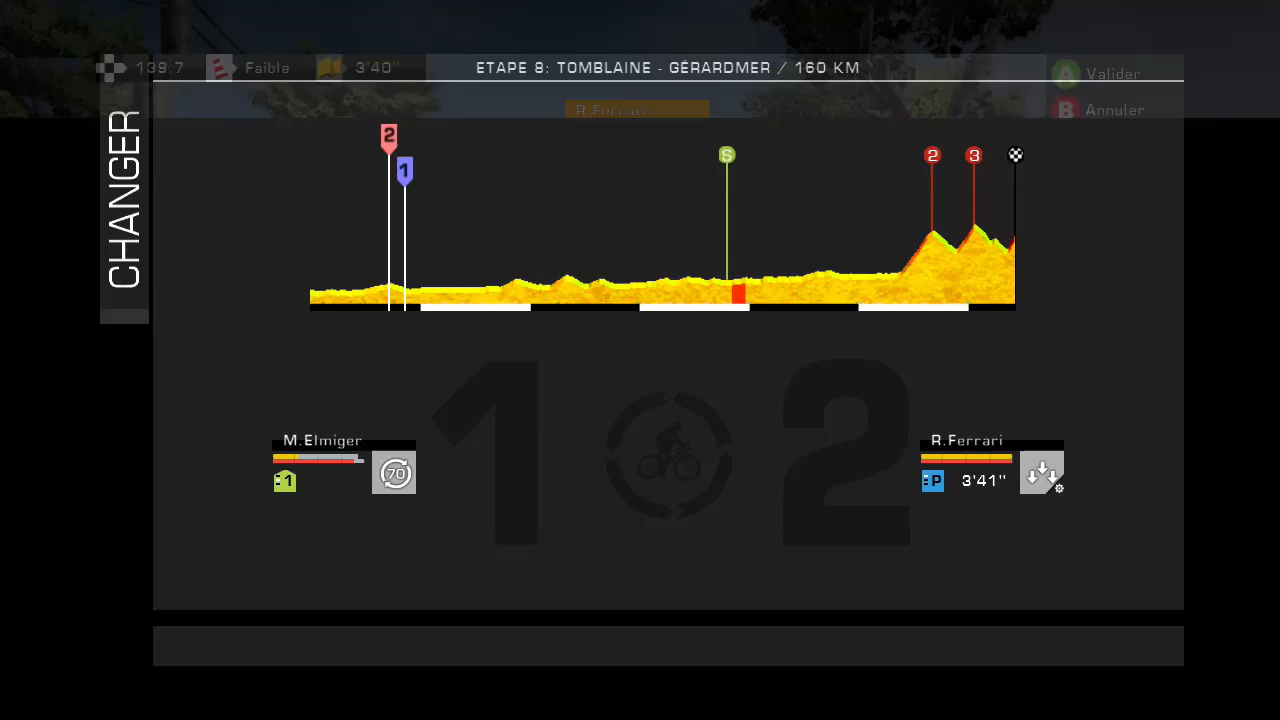 139.7 Faible 3'40" ETAPE 8: TOMBLAINE - GÉRARDMER / 160 KM
A Valider
R.Ferrari
B Annuler
CHANGER
2
1
S 2 3
1 2
M.Elmiger R.Ferrari
70
1 P 3'41"